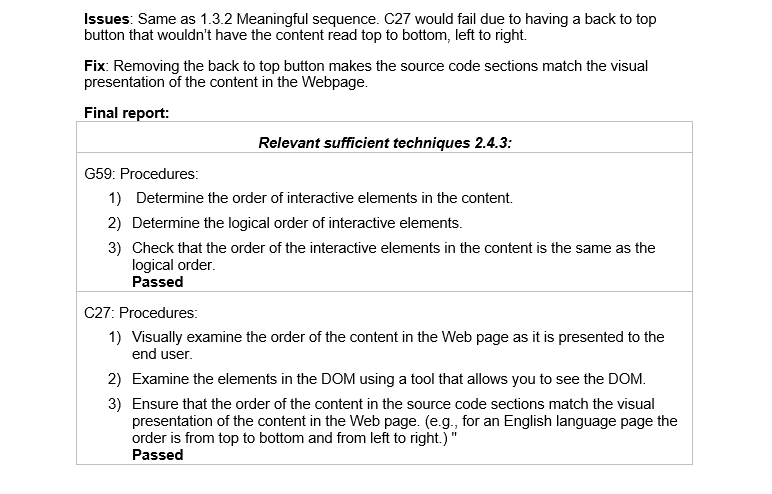 Issues: Same as 1.3.2 Meaningful sequence. C27 would fail due to having a back to top
button that wouldn’t have the content read top to bottom, left to right.
Fix: Removing the back to top button makes the source code sections match the visual
presentation of the content in the Webpage.
Final report:
Relevant sufficient techniques 2.4.3:
G59: Procedures:
1) Determine the order of interactive elements in the content.
2) Determine the logical order of interactive elements.
3) Check that the order of the interactive elements in the content is the same as the
logical order.
Passed
C27: Procedures:
1) Visually examine the order of the content in the Web page as it is presented to the
end user.
2) Examine the elements in the DOM using a tool that allows you to see the DOM.
3) Ensure that the order of the content in the source code sections match the visual
presentation of the content in the Web page. (e.g., for an English language page the
order is from top to bottom and from left to right.) "
Passed